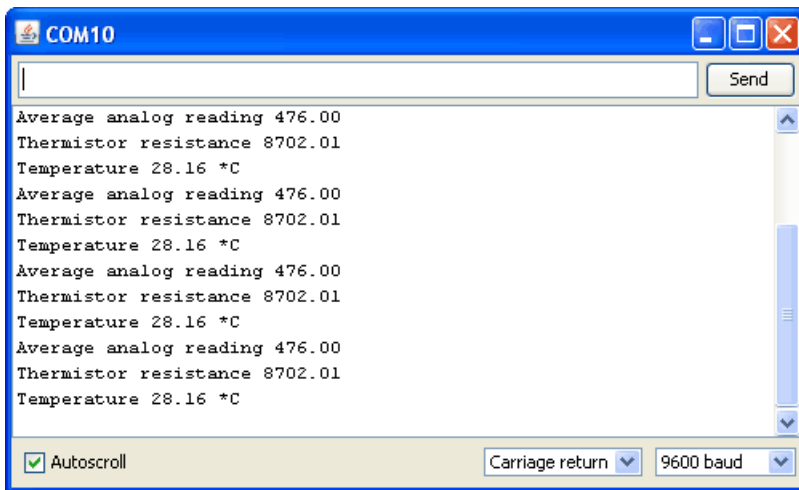 COM10
Send
Average analog reading 476.00
Thermistor resistance 8702.01
Temperature 28.16 *C
Average analog reading 476.00
Thermistor resistance 8702.01
Temperature 28.16 *C
Average analog reading 476.00
Thermistor resistance 8702.01
Temperature 28.16 *C
Average analog reading 476.00
Thermistor resistance 8702.01
Temperature 28.16 *C
Autoscroll
Carriage return
9600 baud